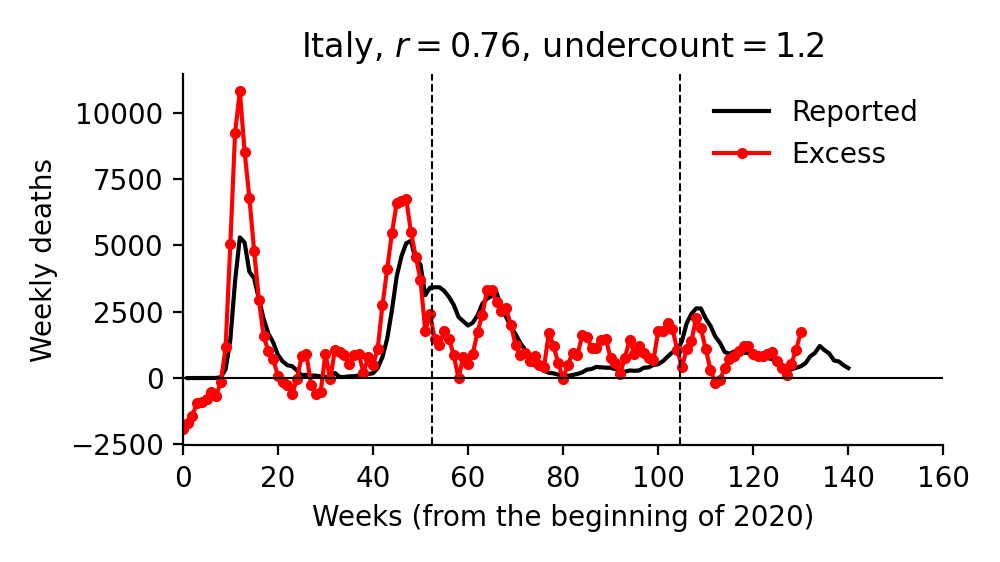 Italy, r = 0.76, undercount = 1.2
Reported
Excess
Weekly deaths
10000
7500
5000
2500
0
−2500
0 20 40 60 80 100 120 140 160
Weeks (from the beginning of 2020)